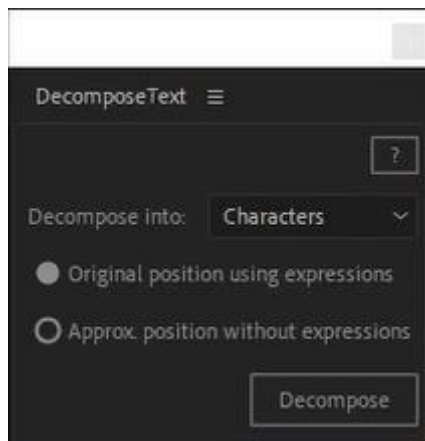 DecomposeText
?
Decompose into: Characters
Original position using expressions
Approx. position without expressions
Decompose